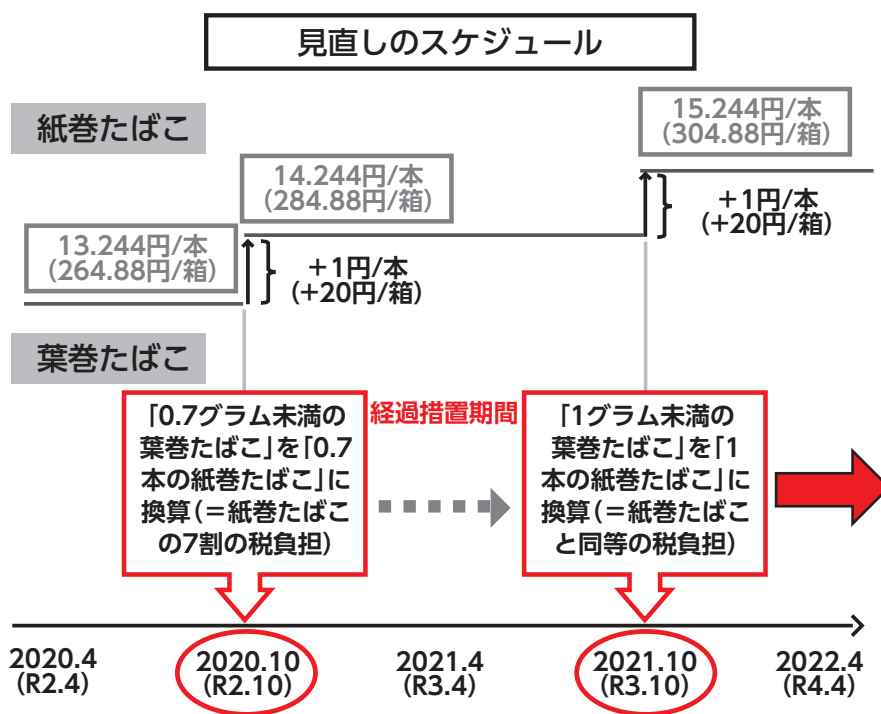 見直しのスケジュール
紙巻たばこ
15.244円/本
(304.88円/箱)
14.244円/本
(284.88円/箱)
+1円/本
(+20円/箱)
13.244円/本
(264.88円/箱)
+1円/本
(+20円/箱)
葉巻たばこ
「0.7グラム未満の
葉巻たばこ」を「0.7
本の紙巻たばこ」に
換算(=紙巻たばこ
の7割の税負担)
経過措置期間
「1グラム未満の
葉巻たばこ」を「1
本の紙巻たばこ」に
換算(=紙巻たばこ
と同等の税負担)
2020.4
(R2.4)
2020.10
(R2.10)
2021.4
(R3.4)
2021.10
(R3.10)
2022.4
(R4.4)